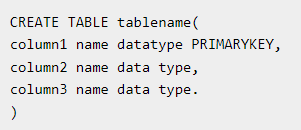 CREATE TABLE tablename(
column1 name datatype PRIMARYKEY,
column2 name data type,
column3 name data type.
)